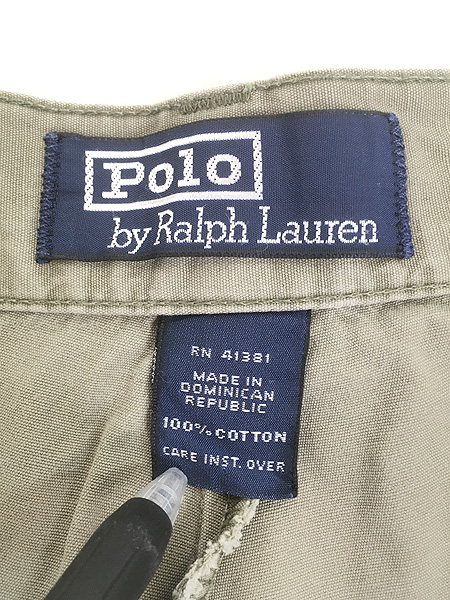 Polo
by Ralph Lauren
RN 41381
MADE IN
DOMINICAN
REPUBLIC
100% COTTON
CARE INST. OVER